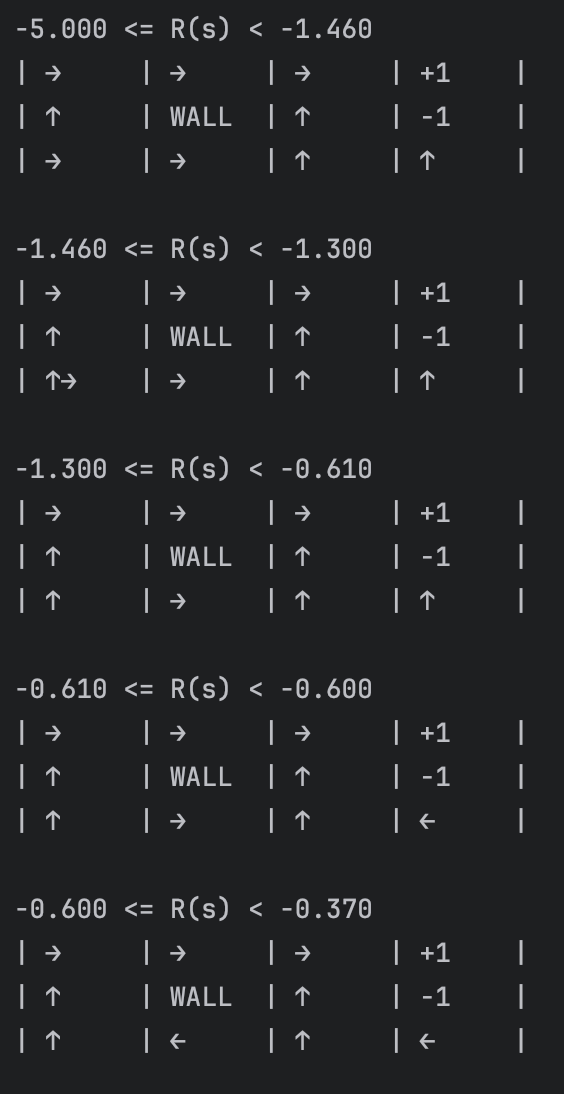 -5.000 <= R(s) < -1.460
| → | → | → | +1 |
| ↑ | WALL | ↑ | -1 |
| → | → | ↑ | ↑ |
-1.460 <= R(s) < -1.300
| → | → | → | +1 |
| ↑ | WALL | ↑ | -1 |
| ↑→ | → | ↑ | ↑ |
-1.300 <= R(s) < -0.610
| → | → | → | +1 |
| ↑ | WALL | ↑ | -1 |
| ↑ | → | ↑ | ↑ |
-0.610 <= R(s) < -0.600
| → | → | → | +1 |
| ↑ | WALL | ↑ | -1 |
| ↑ | → | ↑ | ← |
-0.600 <= R(s) < -0.370
| → | → | → | +1 |
| ↑ | WALL | ↑ | -1 |
| ↑ | ← | ↑ | ← |